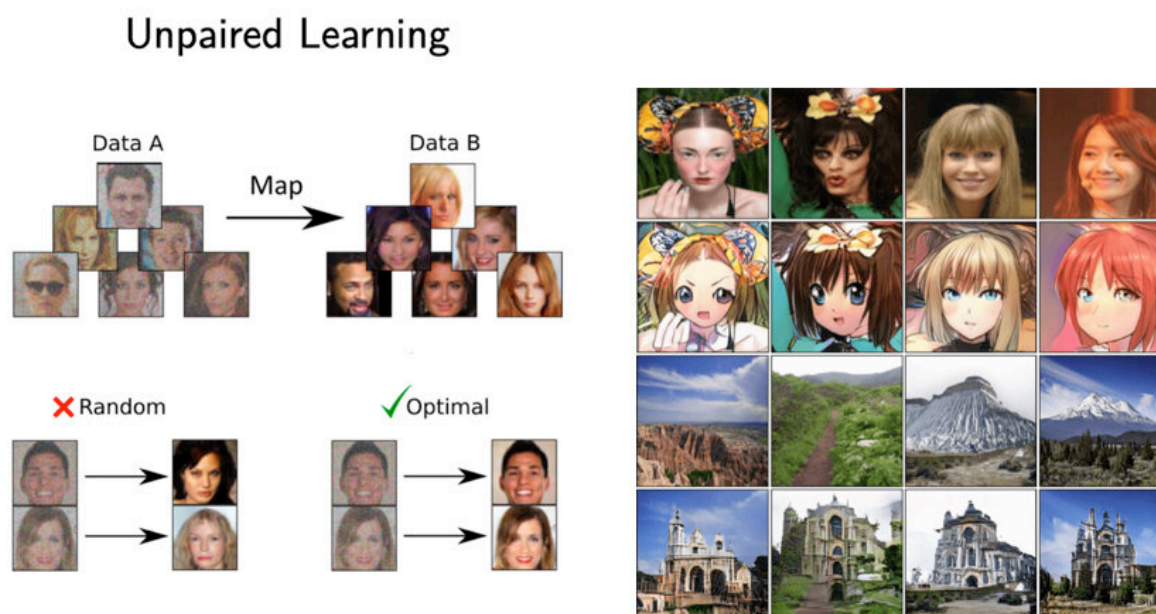 Unpaired Learning
Data A
Data B
Map
Random
Optimal